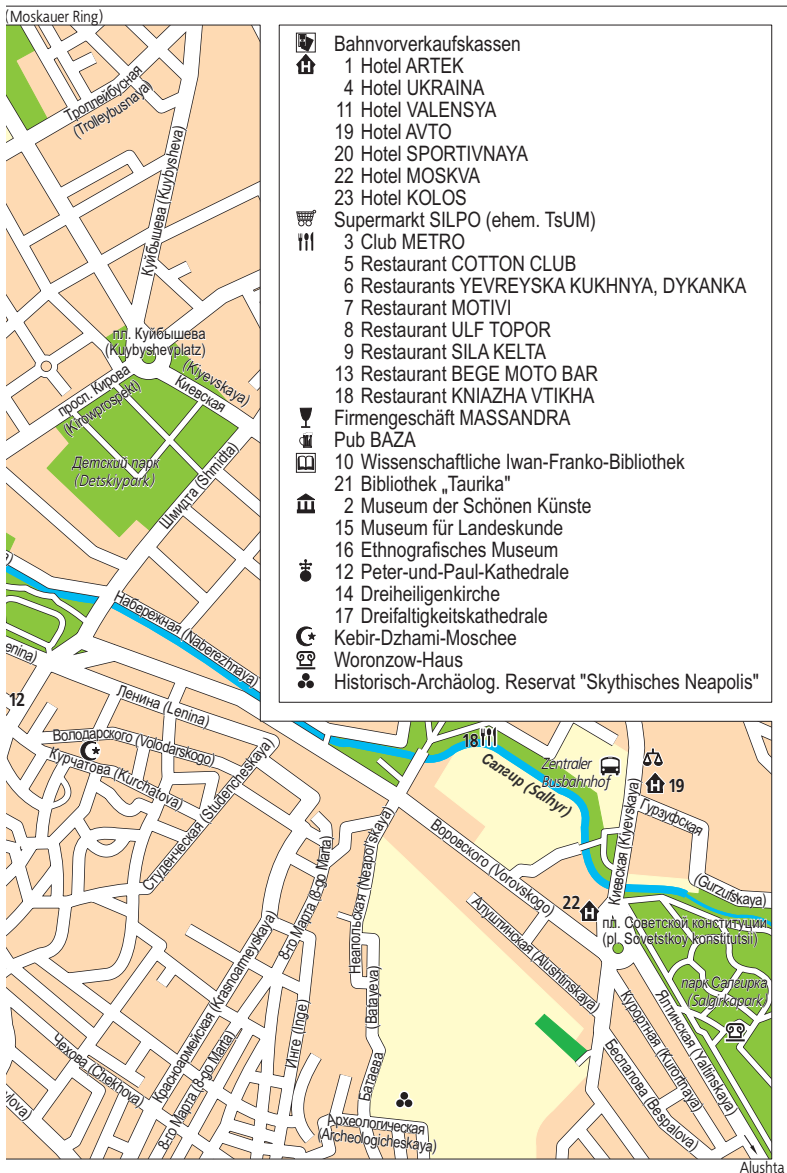 (Moskauer Ring)
Bahnvorverkaufskassen
1 Hotel ARTEK
4 Hotel UKRAINA
11 Hotel VALENSYA
19 Hotel AVTO
20 Hotel SPORTIVNAYA
22 Hotel MOSKVA
23 Hotel KOLOS
Supermarkt SILPO (ehem. TsUM)
3 Club METRO
5 Restaurant COTTON CLUB
6 Restaurants YEVREYSKA KUKHNYA, DYKANKA
7 Restaurant MOTIVI
8 Restaurant ULF TOPOR
9 Restaurant SILA KELTA
13 Restaurant BEGE MOTO BAR
18 Restaurant KNIAZHA VTIKHA
Firmengeschäft MASSANDRA
Pub BAZA
10 Wissenschaftliche Iwan-Franko-Bibliothek
21 Bibliothek „Taurika"
2 Museum der Schönen Künste
15 Museum für Landeskunde
16 Ethnografisches Museum
12 Peter-und-Paul-Kathedrale
14 Dreiheiligenkirche
17 Dreifaltigkeitskathedrale
Kebir-Dzhami-Moschee
Woronzow-Haus
Historisch-Archäolog. Reservat "Skythisches Neapolis"
Троллейбусная
(Trolleybusnaya)
Куйбышева (Kuybysheva)
пл. Куйбышева
(Kuybyshevplatz)
(Kiyevskaya)
Киевская
просп. Кирова
(Kirowprospekt)
Детский парк
(Detskiypark)
Шмидта (Shmidta)
Набережная (Naberezhnaya)
enina)
12
Ленина (Lenina)
Володарского (Volodarskogo)
Курчатова (Kurchatova)
Студенческая (Studencheskaya)
18
Салгир (Salhyr)
Zentraler
Busbahnhof
19
Гурзуфская
(Gurzufskaya)
Киевская (Kiyevskaya)
Воровского (Vorovskogo)
22
пл. Советской конституции
(pl. Sovetskoy konstitutsii)
Алуштинская (Alushtinskaya)
Неапольская (Neapol'skaya)
8-го Марта (8-go Marta)
парк Салгирка
(Salgirkapark)
Ялтинская (Yaltinskaya)
Курортная (Kurortnaya)
Беспалова (Bespalova)
Красноармейская (Krasnoarmeyskaya)
Инге (Inge)
Батаева
(Batayeva)
Чехова (Chekhova)
8-го Марта (8-go Marta)
vlova)
Археологическая
(Archeologicheskaya)
Alushta